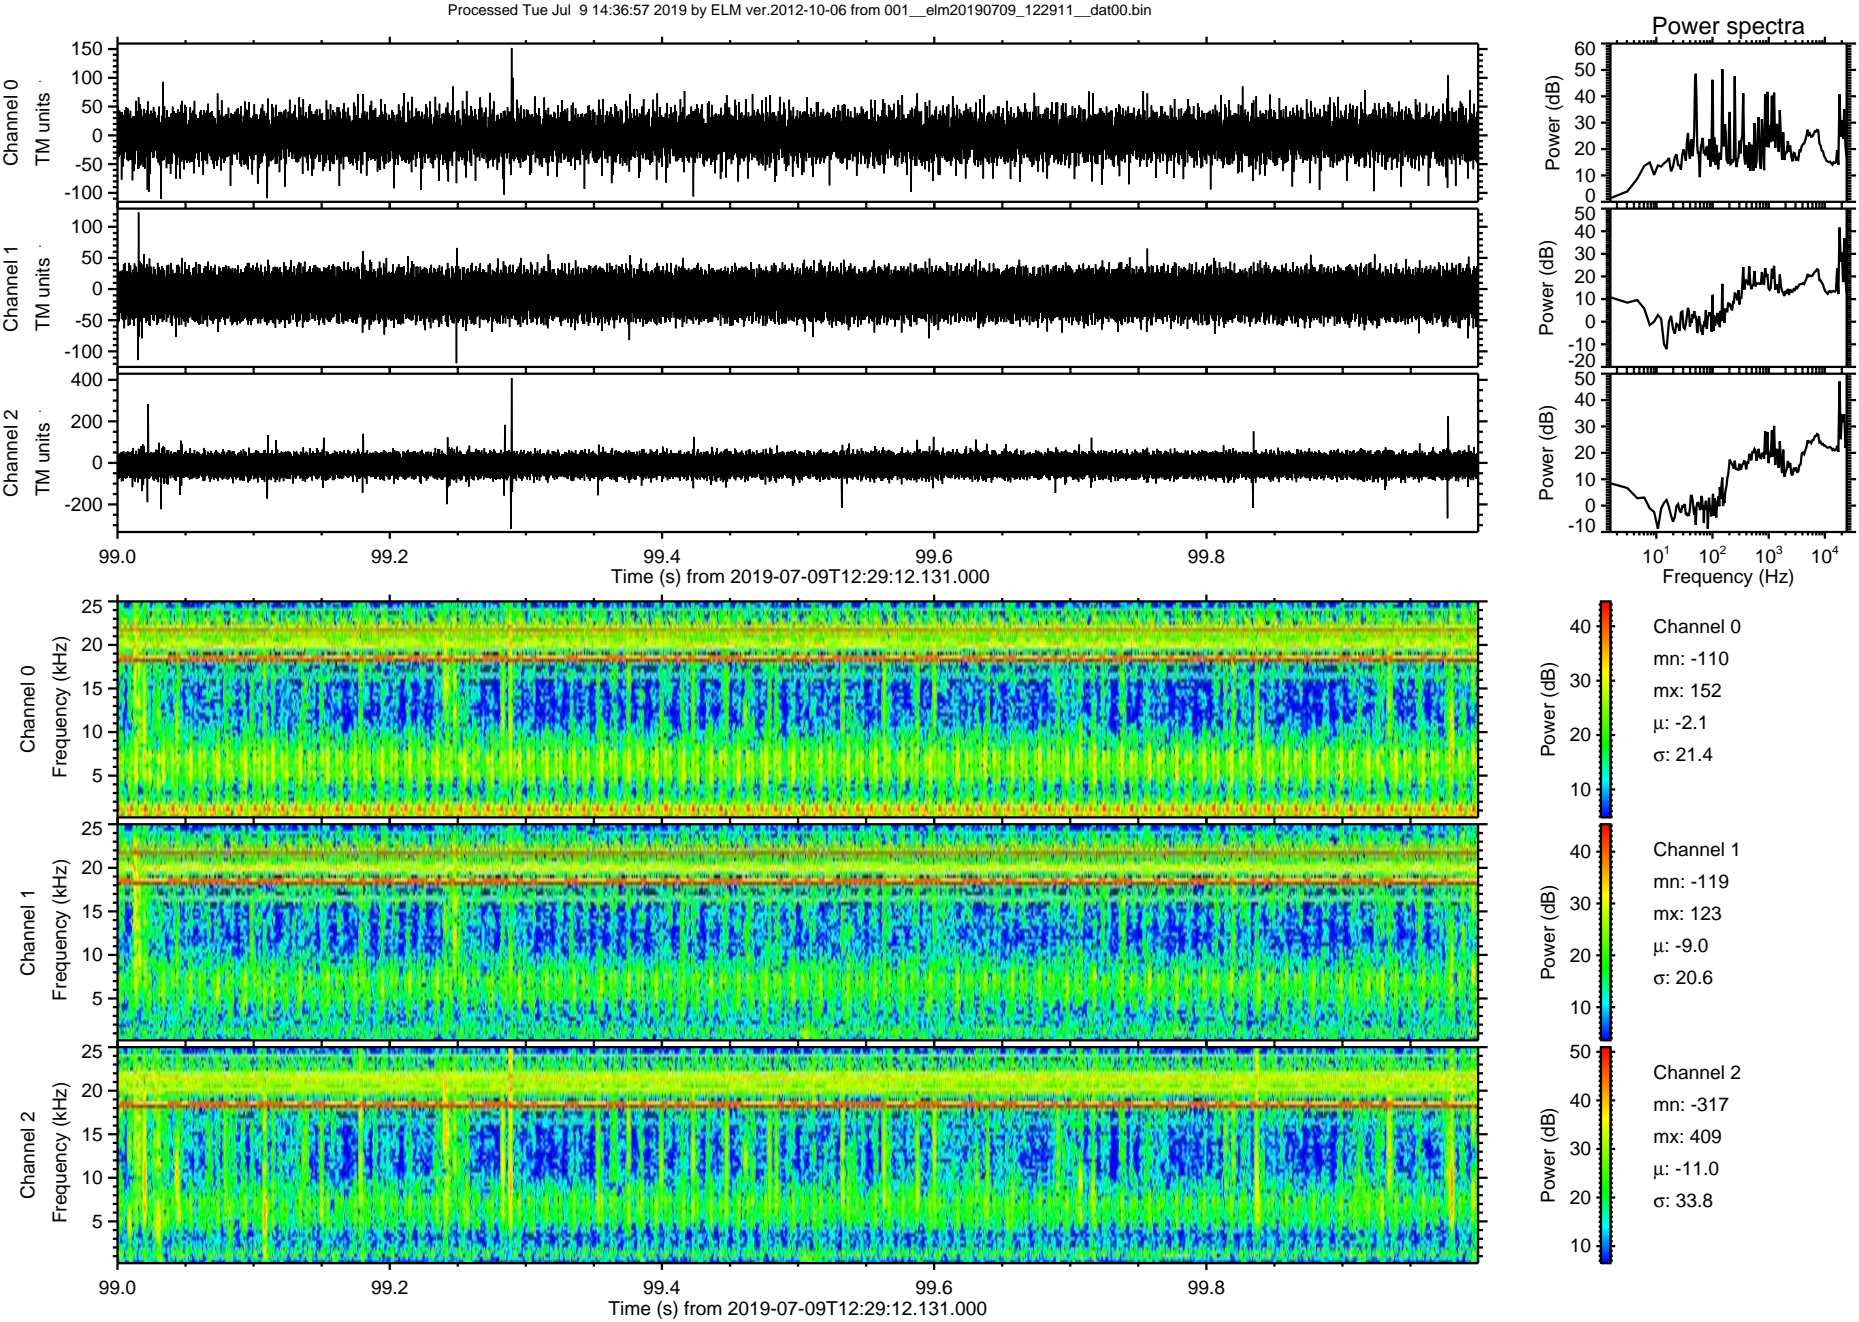 Processed Tue Jul  9 14:36:57 2019 by ELM ver.2012-10-06 from 001__elm20190709_122911__dat00.bin
Power spectra
Channel 0
TM units
150
100
50
0
-50
-100
Power (dB)
60
50
40
30
20
10
0
Channel 1
TM units
100
50
0
-50
-100
Power (dB)
50
40
30
20
10
0
-10
-20
Channel 2
TM units
400
200
0
-200
Power (dB)
50
40
30
20
10
0
-10
99.0 99.2 99.4 99.6 99.8
Time (s) from 2019-07-09T12:29:12.131.000
10^1 10^2 10^3 10^4
Frequency (Hz)
Channel 0
Frequency (kHz)
25
20
15
10
5
Power (dB)
40
30
20
10
Channel 0
mn: -110
mx: 152
μ: -2.1
σ: 21.4
Channel 1
Frequency (kHz)
25
20
15
10
5
Power (dB)
40
30
20
10
Channel 1
mn: -119
mx: 123
μ: -9.0
σ: 20.6
Channel 2
Frequency (kHz)
25
20
15
10
5
Power (dB)
50
40
30
20
10
Channel 2
mn: -317
mx: 409
μ: -11.0
σ: 33.8
99.0 99.2 99.4 99.6 99.8
Time (s) from 2019-07-09T12:29:12.131.000